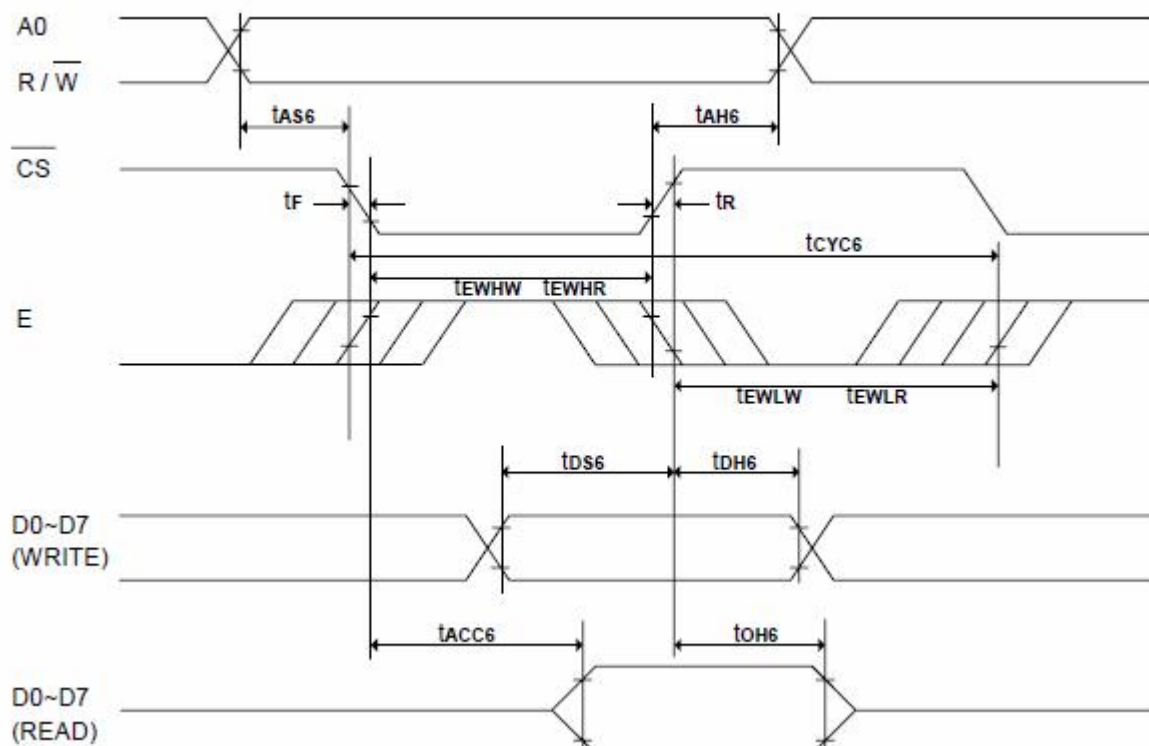 A0
R / W
tAS6
tAH6
CS
tF
tR
tCYC6
tEWHW tEWHR
E
tEWLW tEWLR
tDS6
tDH6
D0~D7
(WRITE)
tACC6
tOH6
D0~D7
(READ)